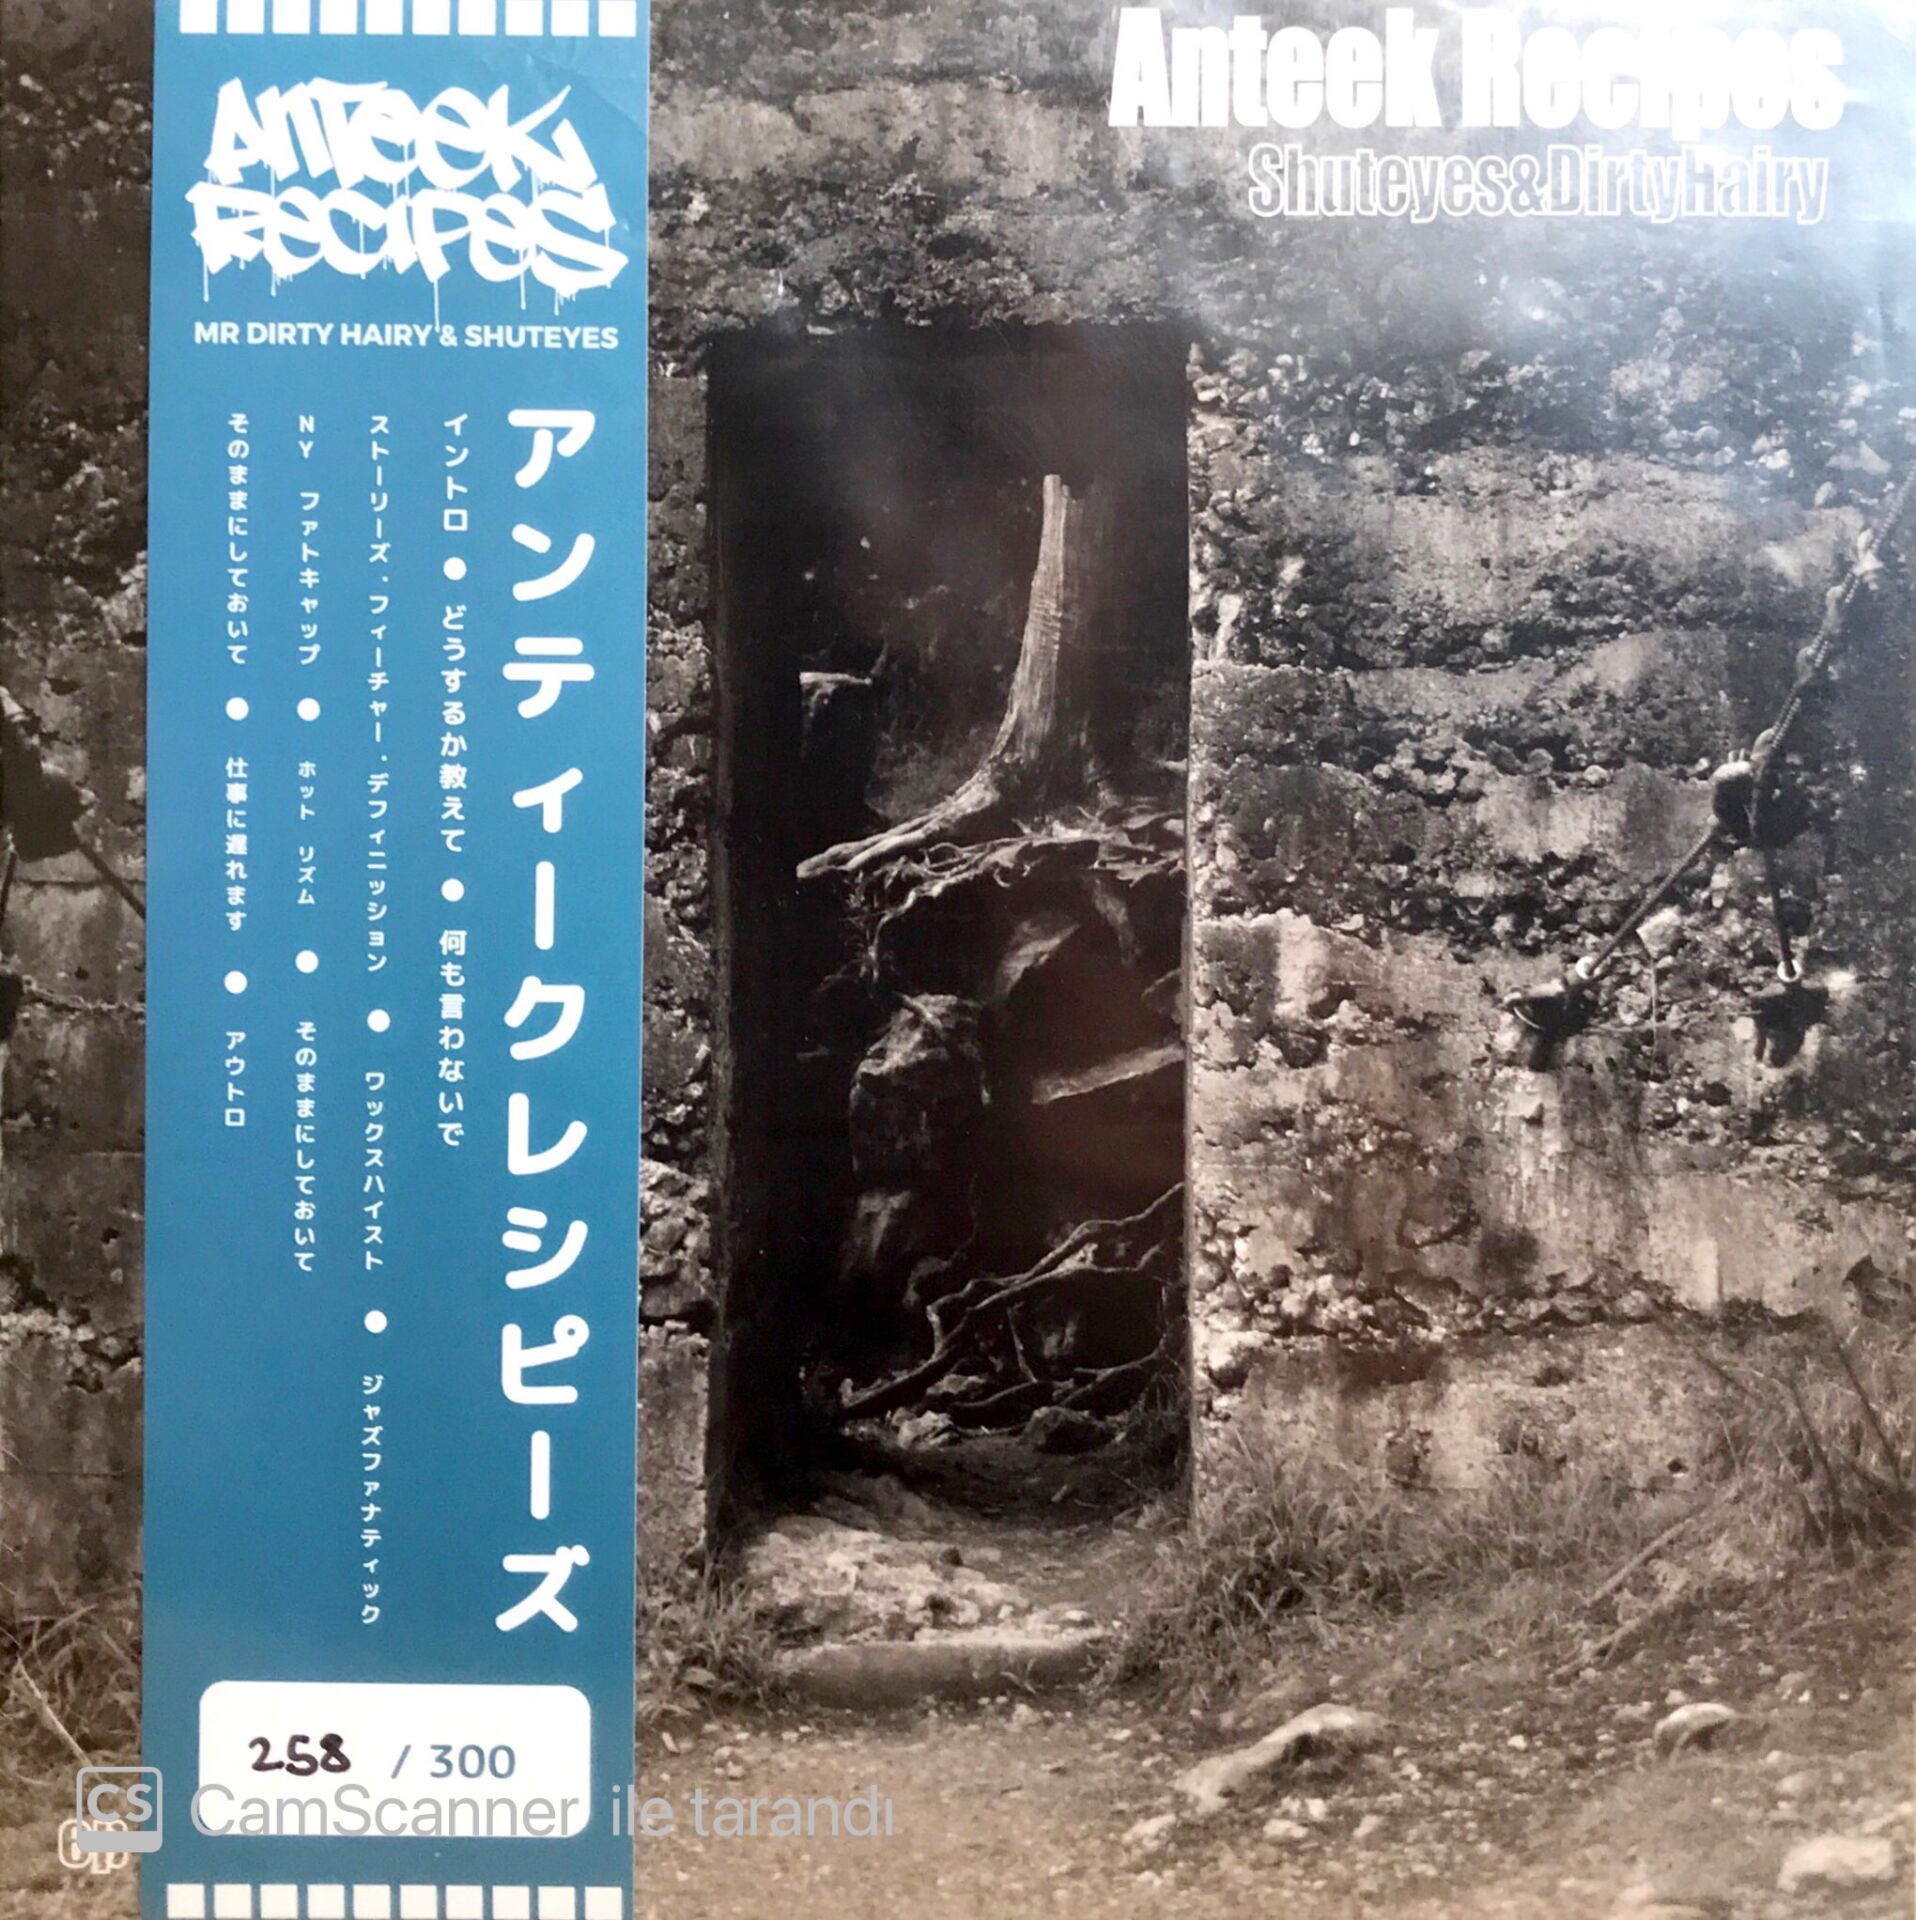 Anteek Recipes
Shuteyes&DirtyHairy
ANTEEK
RECIPES
MR DIRTY HAIRY & SHUTEYES
アンティークレシピーズ
イントロ ● どうするか教えて ● 何も言わないで
ストーリーズ.フィーチャー.デフィニッション ● ワックスハイスト ● ジャズファナティック
NY ファトキャップ ● ホット リズム ● そのままにしておいて
そのままにしておいて ● 仕事に遅れます ● アウトロ
258 / 300
CS CamScanner ile tarandı